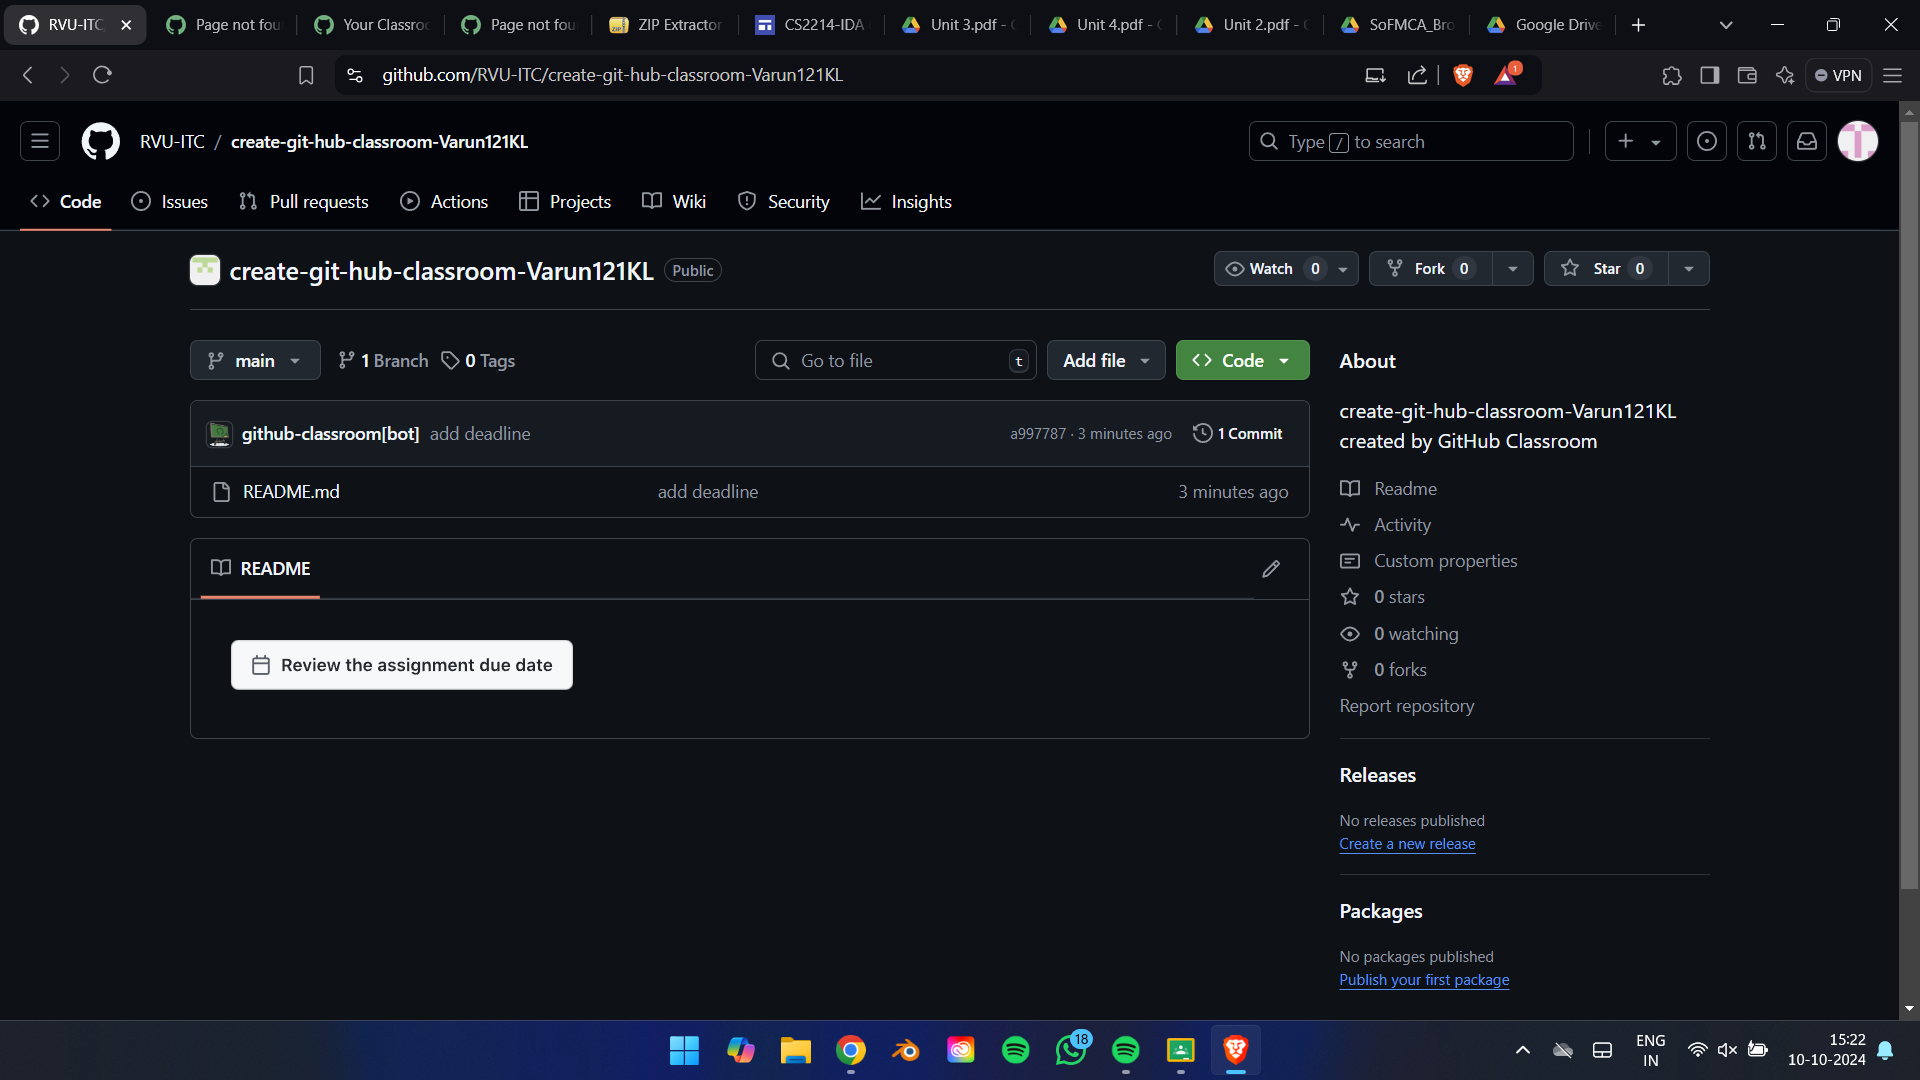 RVU-ITC
Page not fou
Your Classroo
Page not fou
ZIP Extractor
CS2214-IDA
Unit 3.pdf -
Unit 4.pdf -
Unit 2.pdf -
SoFMCA_Bro
Google Drive
github.com/RVU-ITC/create-git-hub-classroom-Varun121KL
1
VPN
RVU-ITC / create-git-hub-classroom-Varun121KL
Type / to search
Code
Issues
Pull requests
Actions
Projects
Wiki
Security
Insights
create-git-hub-classroom-Varun121KL
Public
Watch 0
Fork 0
Star 0
main
1 Branch
0 Tags
Go to file
t
Add file
Code
github-classroom[bot] add deadline
a997787 · 3 minutes ago
1 Commit
README.md
add deadline
3 minutes ago
README
Review the assignment due date
About
create-git-hub-classroom-Varun121KL
created by GitHub Classroom
Readme
Activity
Custom properties
0 stars
0 watching
0 forks
Report repository
Releases
No releases published
Create a new release
Packages
No packages published
Publish your first package
18
ENG
IN
15:22
10-10-2024